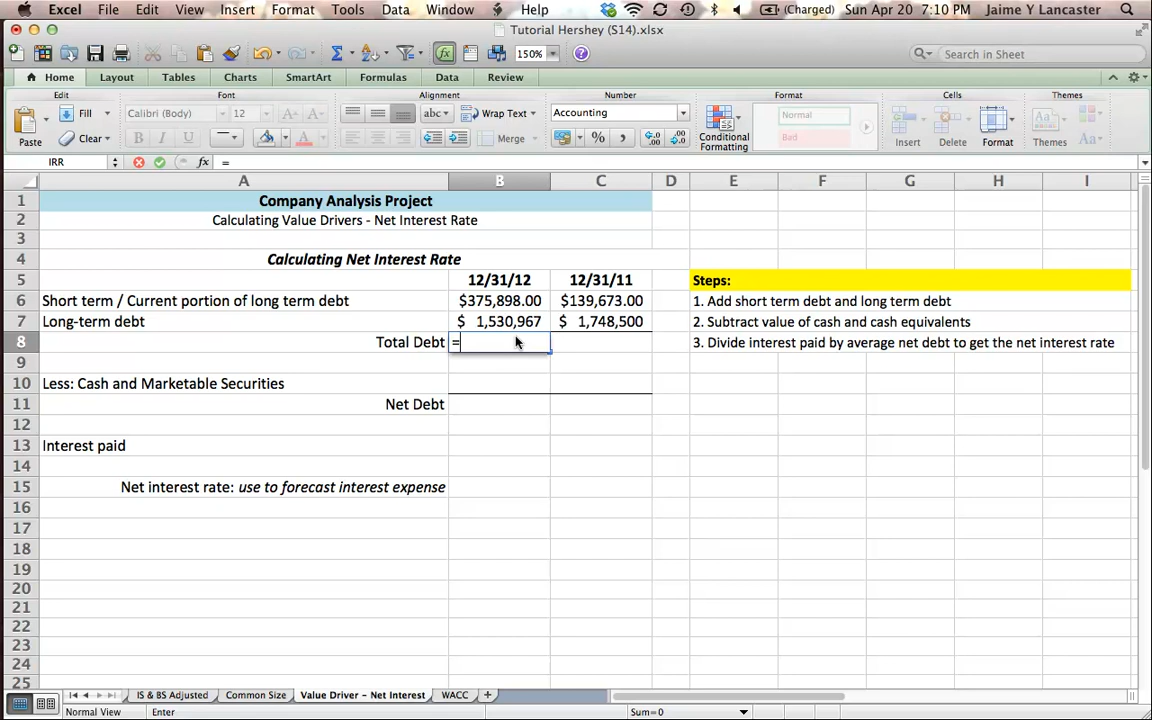 Excel File Edit View Insert Format Tools Data Window Help (Charged) Sun Apr 20 7:10 PM Jaime Y Lancaster
Tutorial Hershey (S14).xlsx
150% Search in Sheet
Home Layout Tables Charts SmartArt Formulas Data Review
Edit Font Alignment Number Format Cells Themes
Fill Calibri (Body) 12 A A abc Wrap Text Accounting Normal Aa
Paste Clear B I U A Merge % , .0 .00 .00 .0 Conditional Formatting Bad Insert Delete Format Themes Aa
IRR fx =
A B C D E F G H I
1 Company Analysis Project
2 Calculating Value Drivers - Net Interest Rate
3
4 Calculating Net Interest Rate
5 12/31/12 12/31/11 Steps:
6 Short term / Current portion of long term debt $375,898.00 $139,673.00 1. Add short term debt and long term debt
7 Long-term debt $ 1,530,967 $ 1,748,500 2. Subtract value of cash and cash equivalents
8 Total Debt = 3. Divide interest paid by average net debt to get the net interest rate
9
10 Less: Cash and Marketable Securities
11 Net Debt
12
13 Interest paid
14
15 Net interest rate: use to forecast interest expense
16
17
18
19
20
21
22
23
24
25
IS & BS Adjusted Common Size Value Driver - Net Interest WACC +
Normal View Enter Sum=0